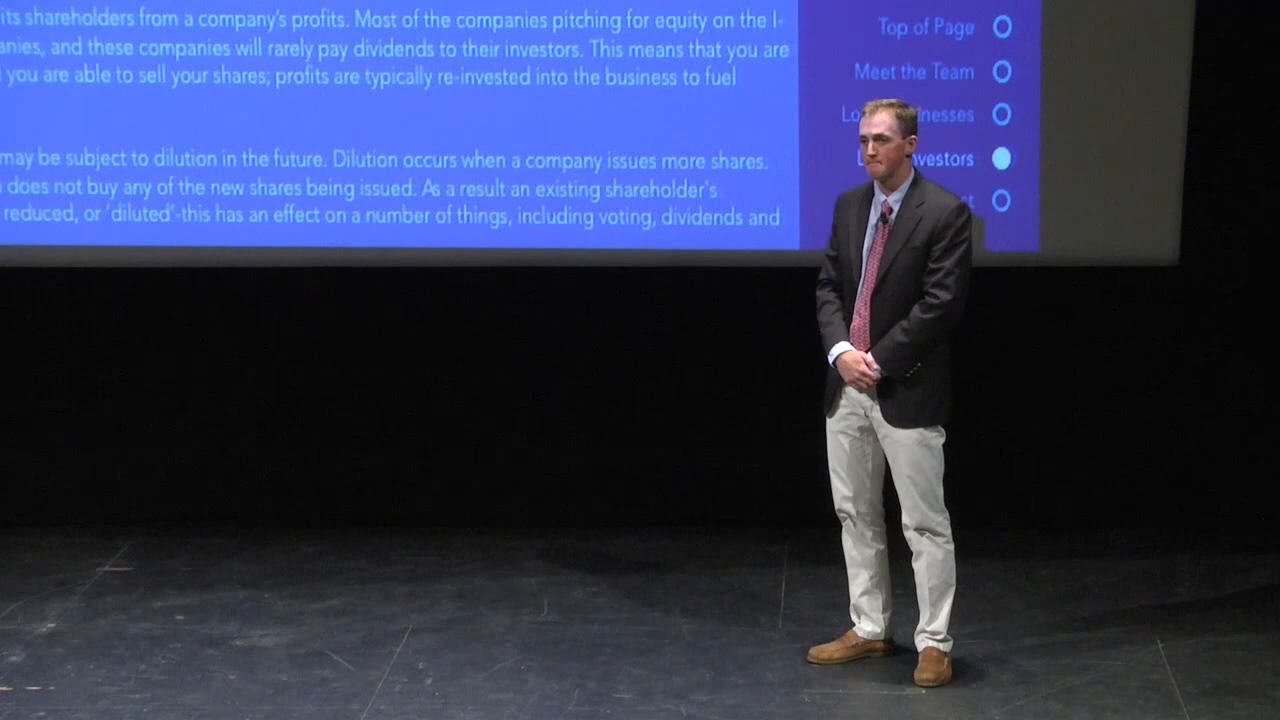 its shareholders from a company's profits. Most of the companies pitching for equity on the I-
anies, and these companies will rarely pay dividends to their investors. This means that you are
you are able to sell your shares; profits are typically re-invested into the business to fuel
may be subject to dilution in the future. Dilution occurs when a company issues more shares.
does not buy any of the new shares being issued. As a result an existing shareholder's
reduced, or 'diluted'-this has an effect on a number of things, including voting, dividends and
Top of Page
Meet the Team
Lo inesses
L nvestors
ct